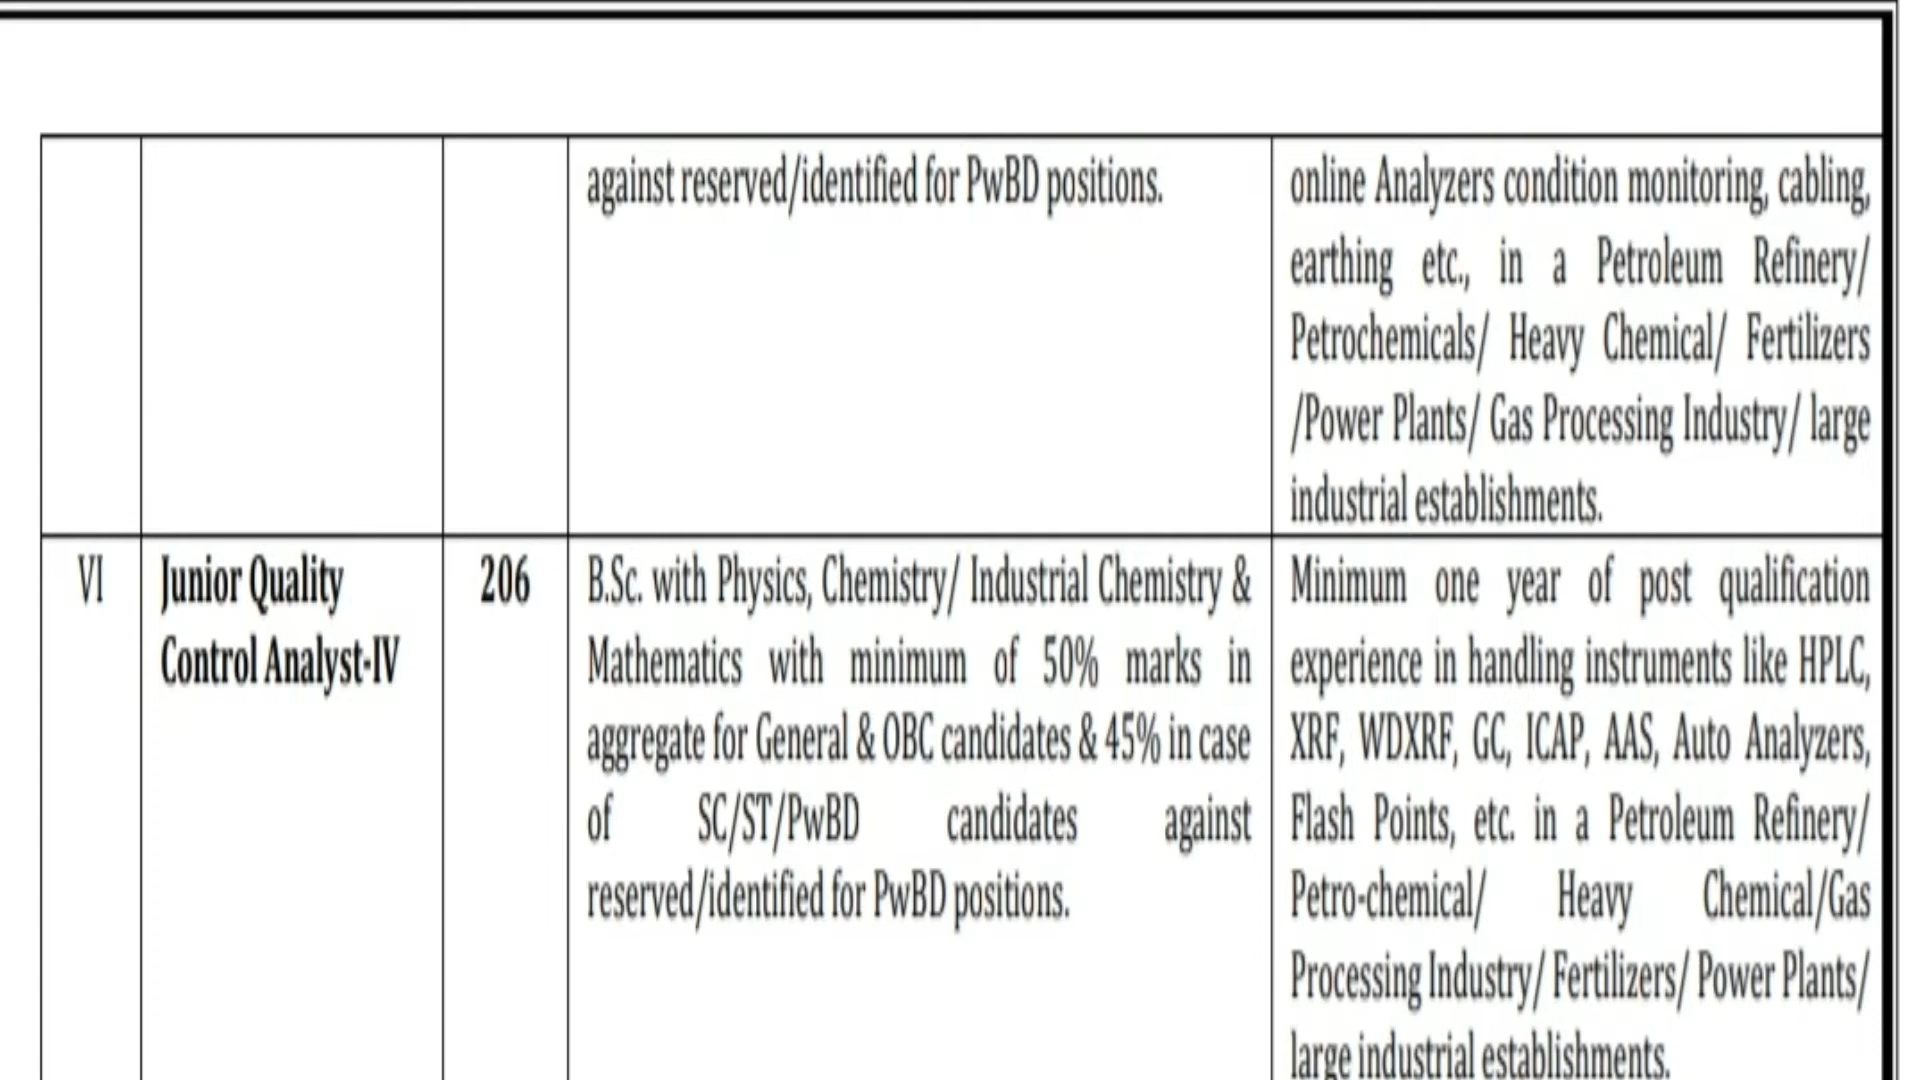 against reserved/identified for PwBD positions.
online Analyzers condition monitoring, cabling,
earthing etc., in a Petroleum Refinery/
Petrochemicals/ Heavy Chemical/ Fertilizers
/Power Plants/ Gas Processing Industry/ large
industrial establishments.
VI
Junior Quality
Control Analyst-IV
206
B.Sc. with Physics, Chemistry/ Industrial Chemistry &
Mathematics with minimum of 50% marks in
aggregate for General & OBC candidates & 45% in case
of SC/ST/PwBD candidates against
reserved/identified for PwBD positions.
Minimum one year of post qualification
experience in handling instruments like HPLC,
XRF, WDXRF, GC, ICAP, AAS, Auto Analyzers,
Flash Points, etc. in a Petroleum Refinery/
Petro-chemical/ Heavy Chemical/Gas
Processing Industry/ Fertilizers/ Power Plants/
large industrial establishments.